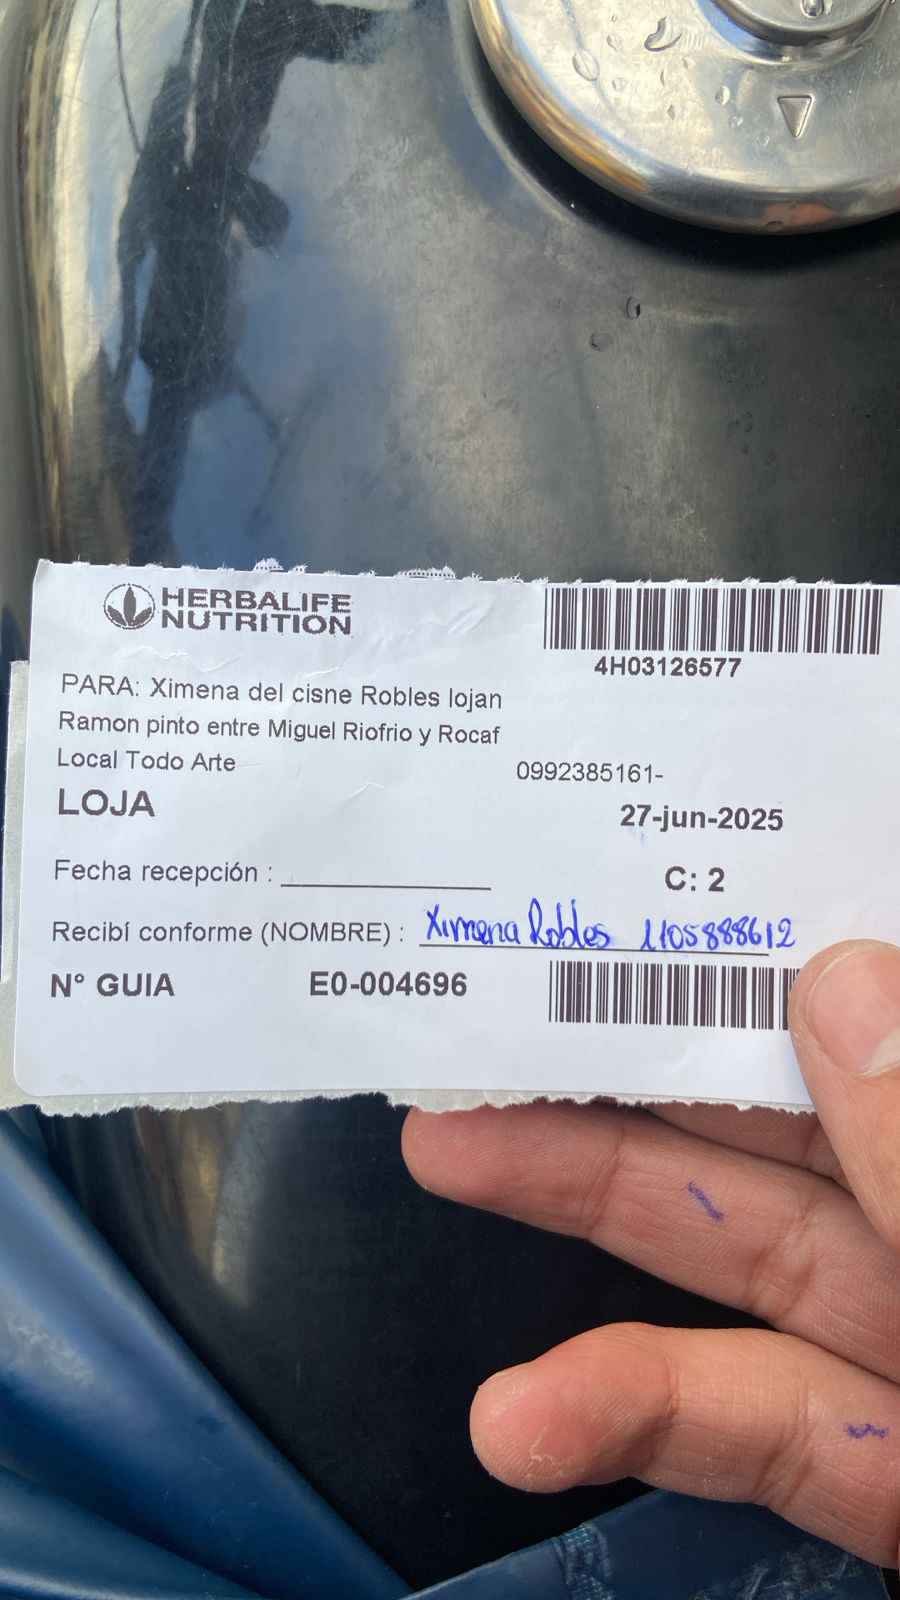 HERBALIFE
NUTRITION
4H03126577
PARA: Ximena del cisne Robles lojan
Ramon pinto entre Miguel Riofrio y Rocaf
Local Todo Arte
0992385161-
LOJA
27-jun-2025
Fecha recepción :
C: 2
Recibí conforme (NOMBRE) : Ximena Robles 1105888612
N° GUIA E0-004696